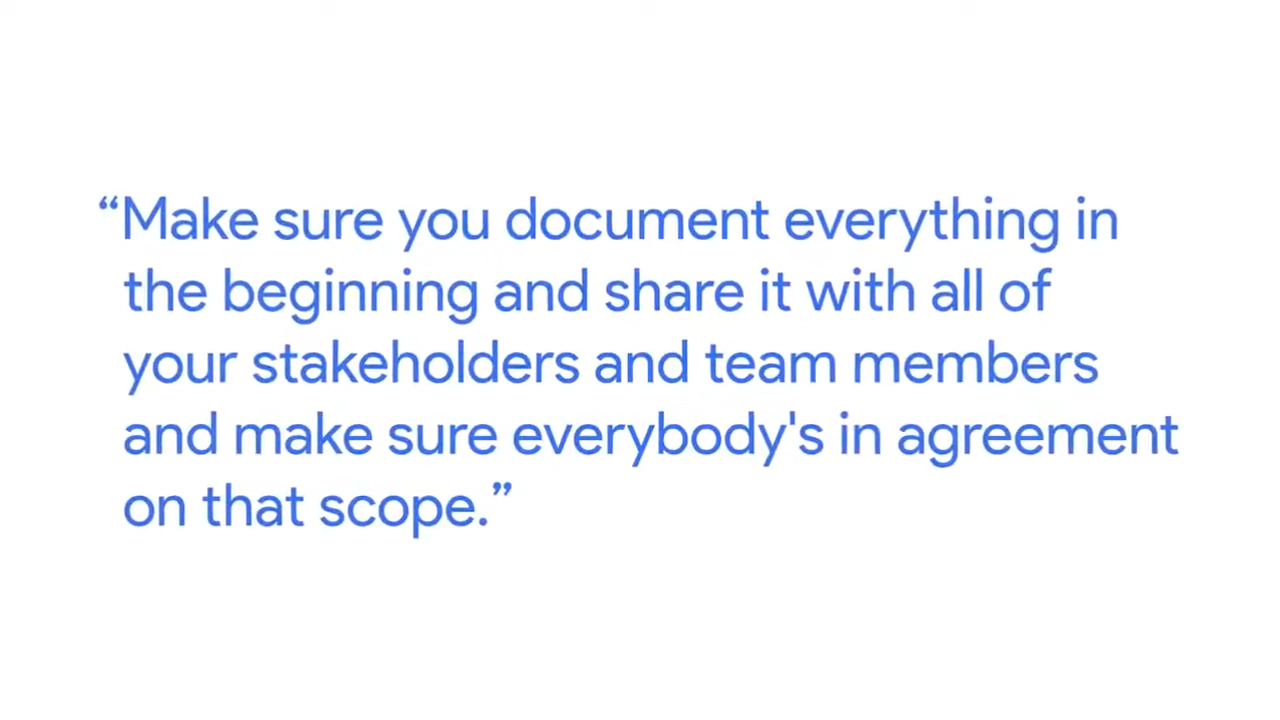 “Make sure you document everything in
the beginning and share it with all of
your stakeholders and team members
and make sure everybody's in agreement
on that scope.”